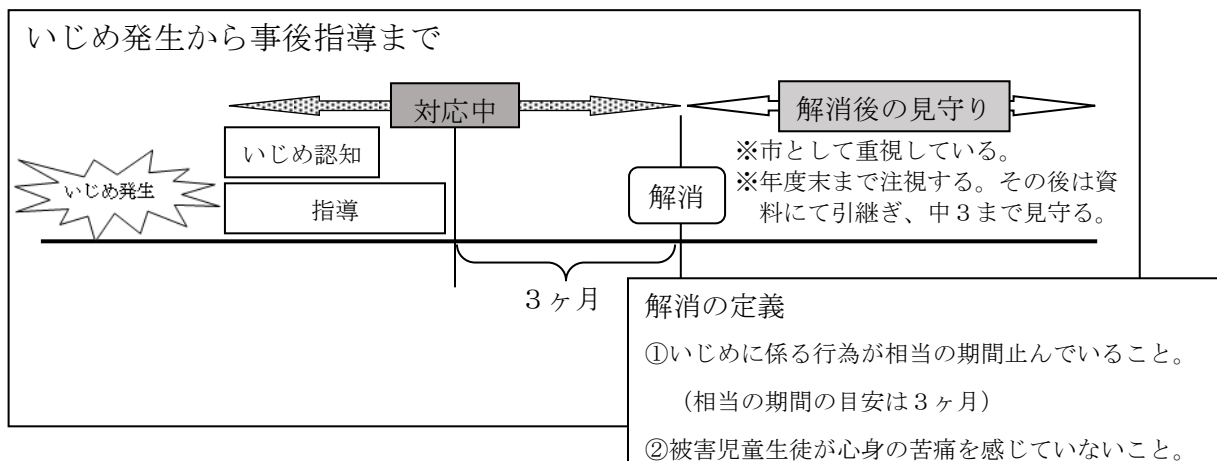 いじめ発生から事後指導まで
対応中
解消後の見守り
いじめ認知
※市として重視している。
いじめ発生
指導
解消
※年度末まで注視する。その後は資
料にて引継ぎ、中３まで見守る。
３ヶ月
解消の定義
①いじめに係る行為が相当の期間止んでいること。
（相当の期間の目安は３ヶ月）
②被害児童生徒が心身の苦痛を感じていないこと。